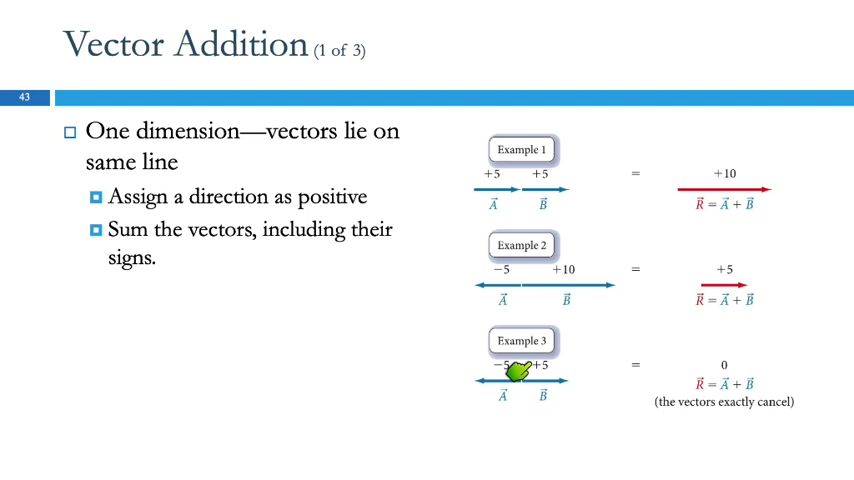 Vector Addition (1 of 3)
43
One dimension—vectors lie on
same line
Assign a direction as positive
Sum the vectors, including their
signs.
Example 1
+5 +5 = +10
A⃗ B⃗ R⃗ = A⃗ + B⃗
Example 2
−5 +10 = +5
A⃗ B⃗ R⃗ = A⃗ + B⃗
Example 3
−5 +5 = 0
A⃗ B⃗ R⃗ = A⃗ + B⃗
(the vectors exactly cancel)